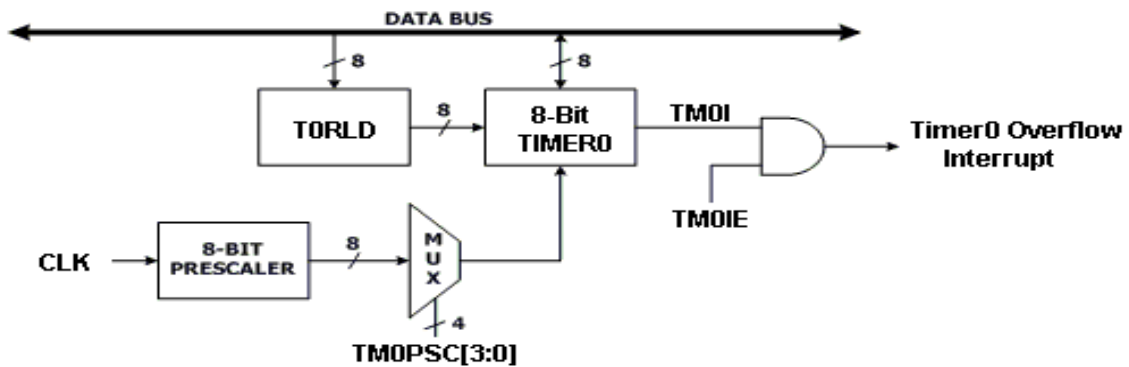 DATA BUS
8
8
T0RLD
8
8-Bit
TIMER0
TM0I
Timer0 Overflow
Interrupt
TM0IE
CLK
8-BIT
PRESCALER
8
MUX
4
TM0PSC[3:0]